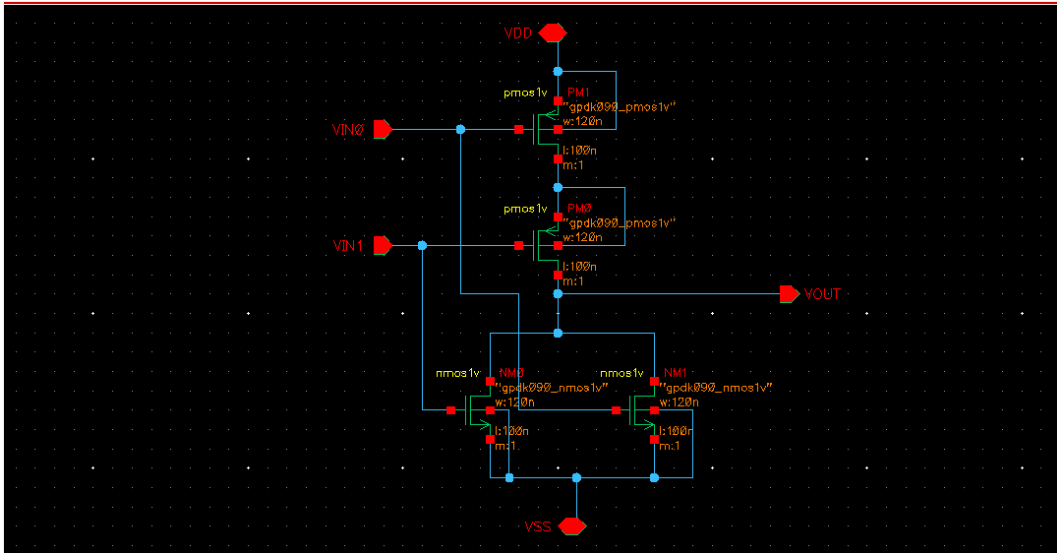 VDD
pmos1v PM1
"gpdk090_pmos1v"
w:120n
VIN0
l:100n
m:1
pmos1v PM0
"gpdk090_pmos1v"
w:120n
VIN1
l:100n
m:1
VOUT
nmos1v NM0 nmos1v NM1
"gpdk090_nmos1v" "gpdk090_nmos1v"
w:120n w:120n
l:100n l:100n
m:1 m:1
VSS